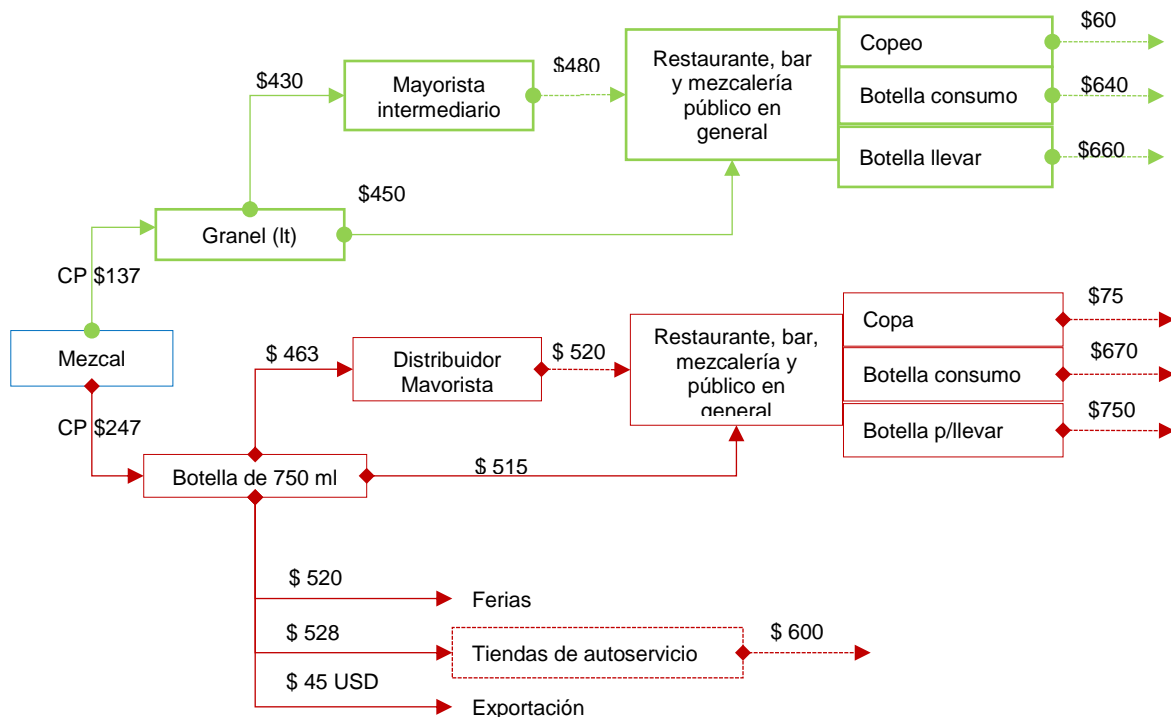 $60
Copeo
Restaurante, bar
y mezcalería
público en
general
$430
Mayorista
intermediario
$480
Botella consumo
$640
Botella llevar
$660
$450
Granel (lt)
CP $137
Mezcal
CP $247
$75
Copa
Restaurante, bar,
mezcalería y
público en
general
$ 463
Distribuidor
Mayorista
$ 520
Botella consumo
$670
Botella p/llevar
$750
Botella de 750 ml
$ 515
$ 520
Ferias
$ 528
Tiendas de autoservicio
$ 600
$ 45 USD
Exportación